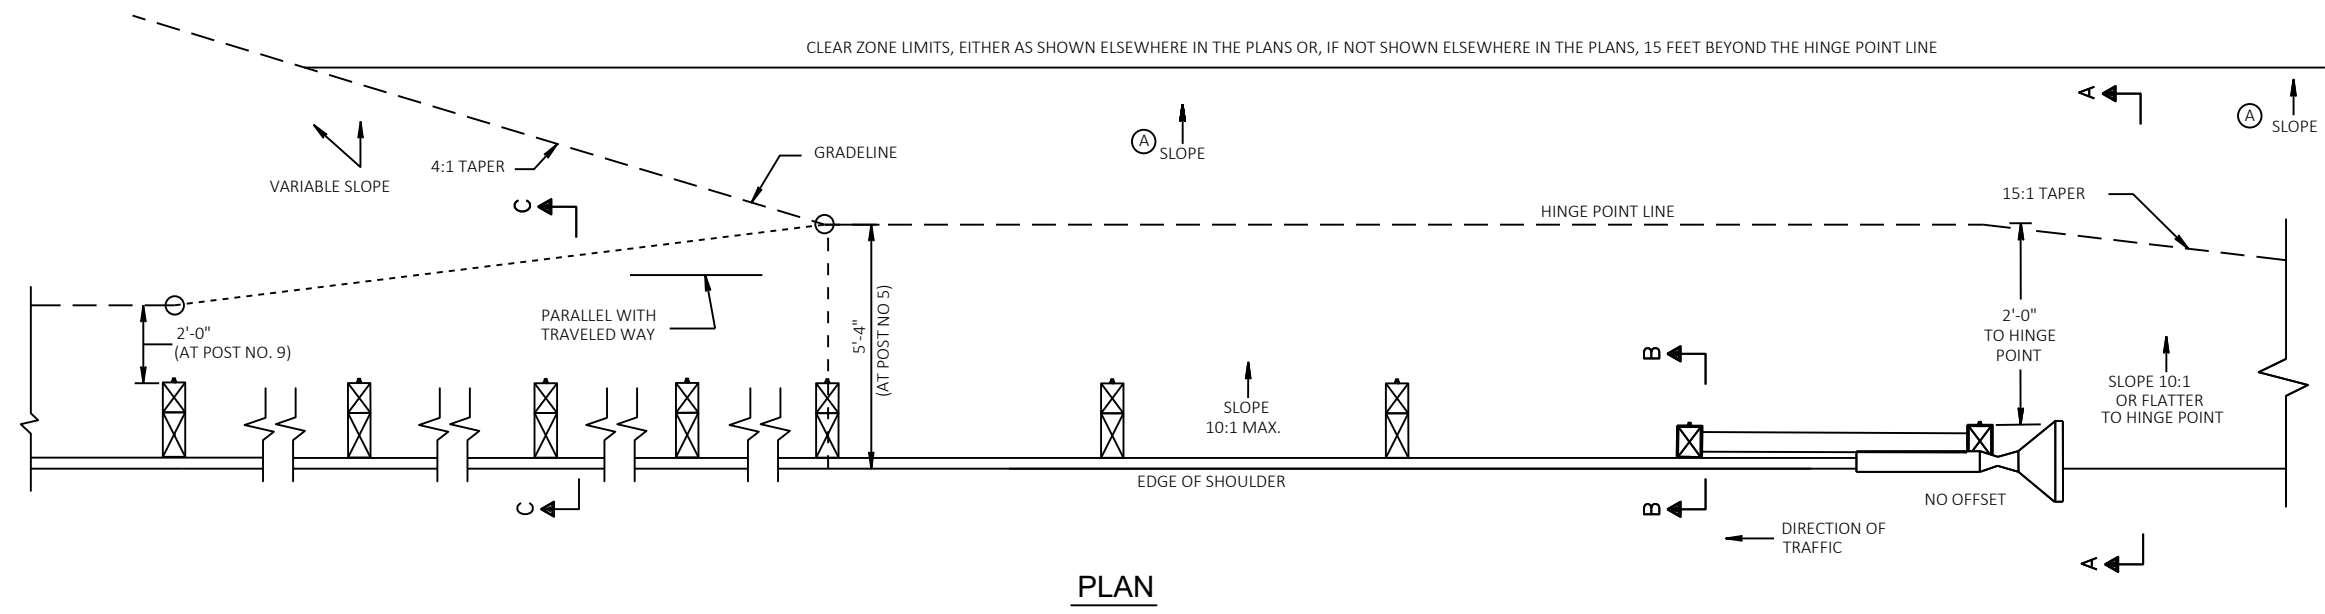 CLEAR ZONE LIMITS, EITHER AS SHOWN ELSEWHERE IN THE PLANS OR, IF NOT SHOWN ELSEWHERE IN THE PLANS, 15 FEET BEYOND THE HINGE POINT LINE
A
A
SLOPE
A
SLOPE
GRADELINE
4:1 TAPER
VARIABLE SLOPE
C
15:1 TAPER
HINGE POINT LINE
PARALLEL WITH
TRAVELED WAY
2'-0"
(AT POST NO. 9)
5'-4"
(AT POST NO 5)
2'-0"
TO HINGE
POINT
B
SLOPE 10:1
OR FLATTER
TO HINGE POINT
SLOPE
10:1 MAX.
EDGE OF SHOULDER
NO OFFSET
C
B
DIRECTION OF
TRAFFIC
A
PLAN